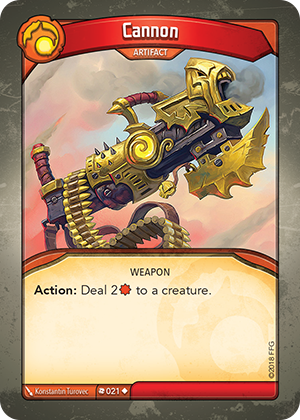 Cannon
ARTIFACT
WEAPON
Action: Deal 2 to a creature.
©2018 FFG
Konstantin Turovec
021